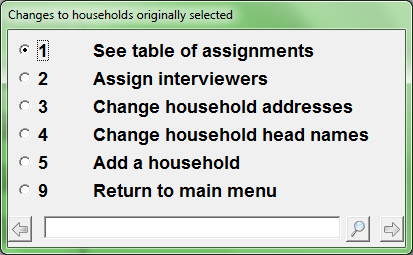 Changes to households originally selected
1 See table of assignments
2 Assign interviewers
3 Change household addresses
4 Change household head names
5 Add a household
9 Return to main menu